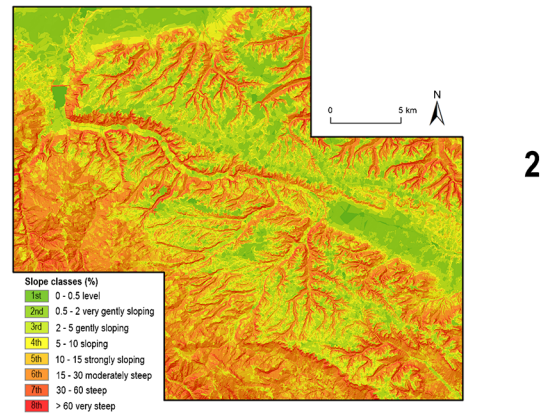 N
0 5 km
2
Slope classes (%)
1st 0 - 0.5 level
2nd 0.5 - 2 very gently sloping
3rd 2 - 5 gently sloping
4th 5 - 10 sloping
5th 10 - 15 strongly sloping
6th 15 - 30 moderately steep
7th 30 - 60 steep
8th > 60 very steep